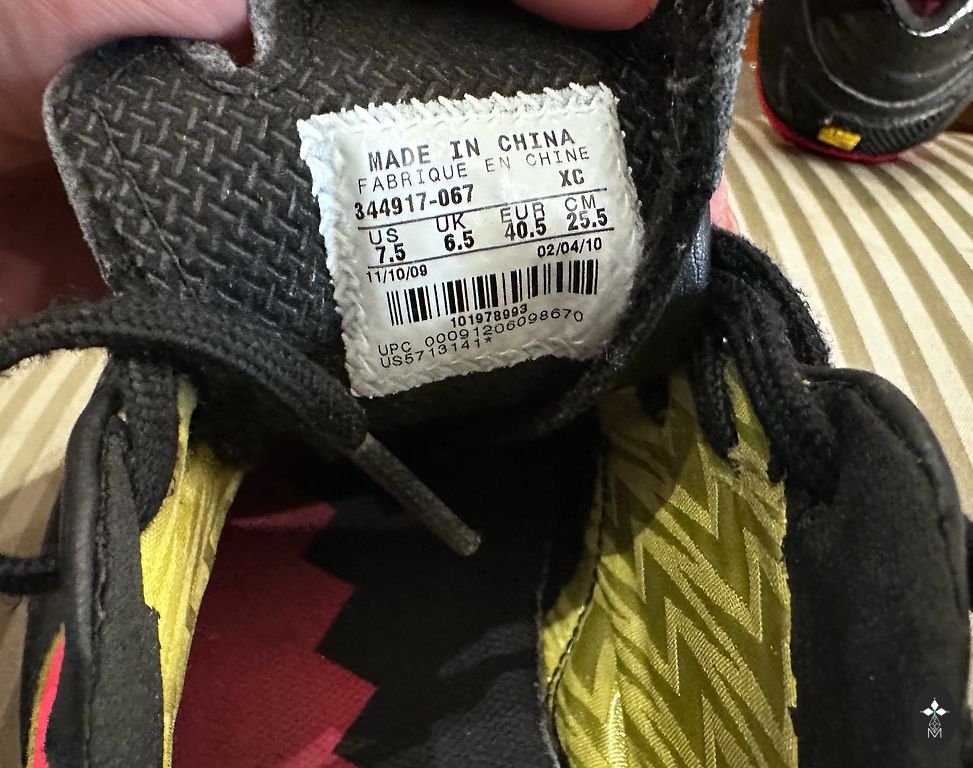 MADE IN CHINA
FABRIQUE EN CHINE
344917-067 XC
US UK EUR CM
7.5 6.5 40.5 25.5
11/10/09 02/04/10
101978993
UPC 00091206098670
US5713141*
M